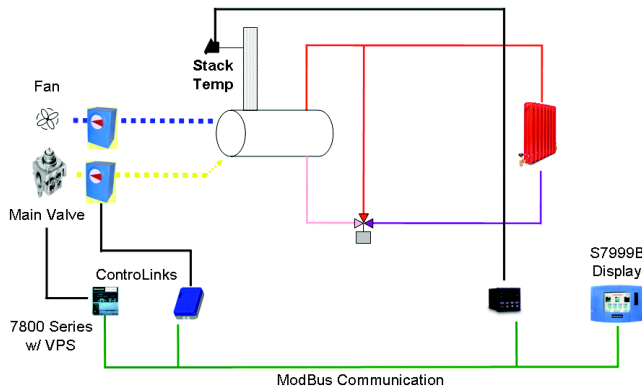 Stack
Temp
Fan
Main Valve
ControLinks
S7999B
Display
7800 Series
w/ VPS
ModBus Communication